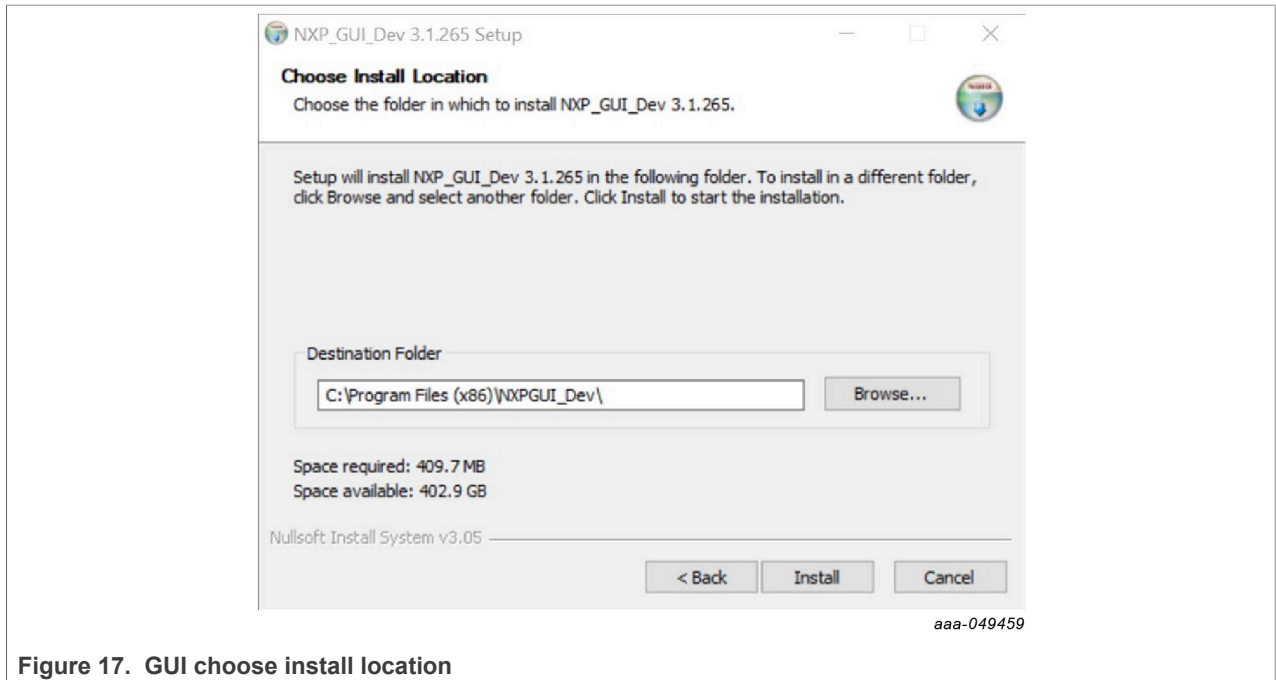 NXP_GUI_Dev 3.1.265 Setup
Choose Install Location
Choose the folder in which to install NXP_GUI_Dev 3.1.265.
Setup will install NXP_GUI_Dev 3.1.265 in the following folder. To install in a different folder,
click Browse and select another folder. Click Install to start the installation.
Destination Folder
C:\Program Files (x86)\NXPGUI_Dev\
Browse...
Space required: 409.7 MB
Space available: 402.9 GB
Nullsoft Install System v3.05
< Back
Install
Cancel
aaa-049459
Figure 17. GUI choose install location